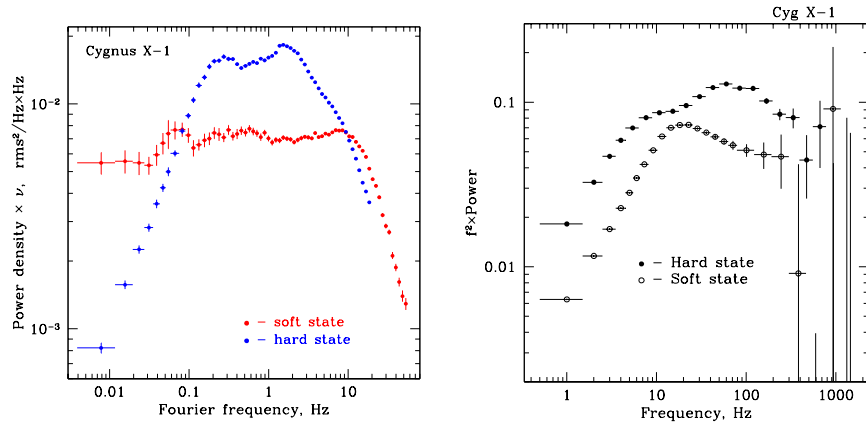 Cygnus X-1
10⁻²
10⁻³
Power density × ν, rms²/Hz×Hz
– soft state
– hard state
0.01 0.1 1 10
Fourier frequency, Hz
Cyg X-1
0.1
0.01
f²×Power
– Hard state
– Soft state
1 10 100 1000
Frequency, Hz